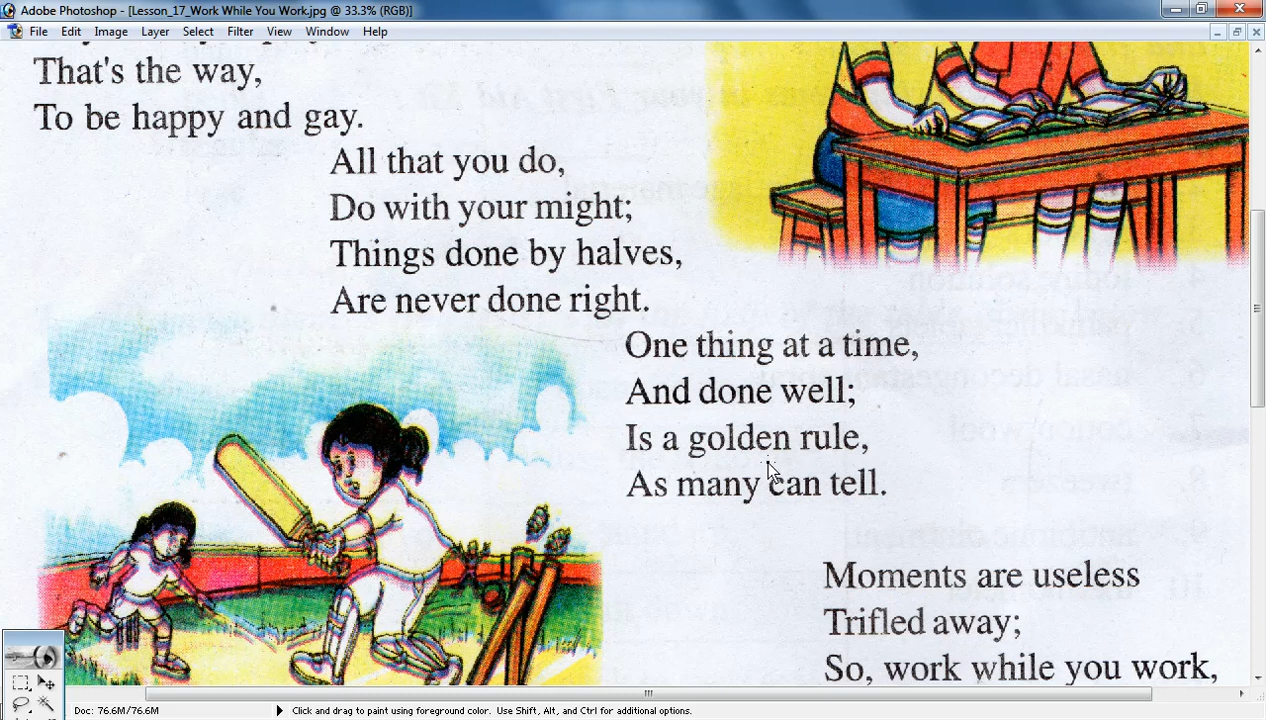 Adobe Photoshop - [Lesson_17_Work While You Work.jpg @ 33.3% (RGB)]
File Edit Image Layer Select Filter View Window Help
That's the way,
To be happy and gay.
All that you do,
Do with your might;
Things done by halves,
Are never done right.
One thing at a time,
And done well;
Is a golden rule,
As many can tell.
Moments are useless
Trifled away;
So, work while you work,
Doc: 76.6M/76.6M Click and drag to paint using foreground color. Use Shift, Alt, and Ctrl for additional options.